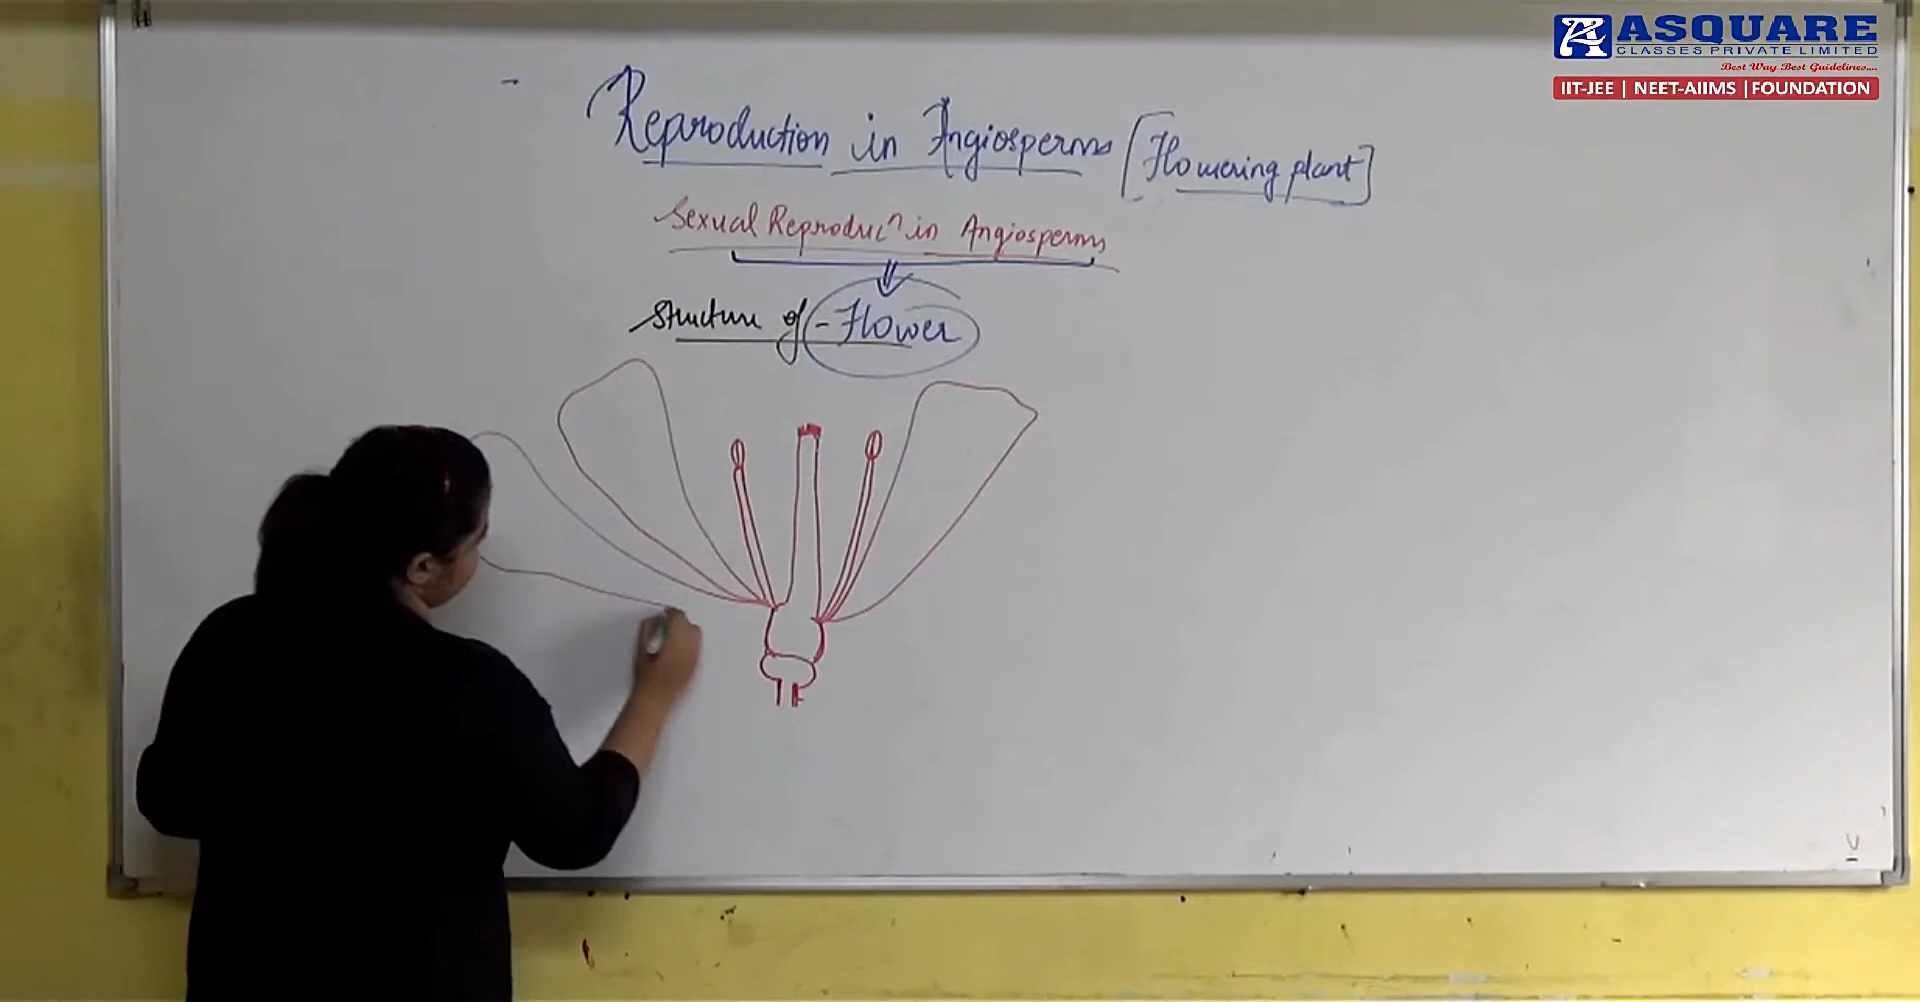 ASQUARE
CLASSES PRIVATE LIMITED
Best Way Best Guidelines....
IIT-JEE | NEET-AIIMS | FOUNDATION
Reproduction in Angiosperms [Flowering plant]
Sexual Reproducⁿ in Angiosperms
Structure of - Flower